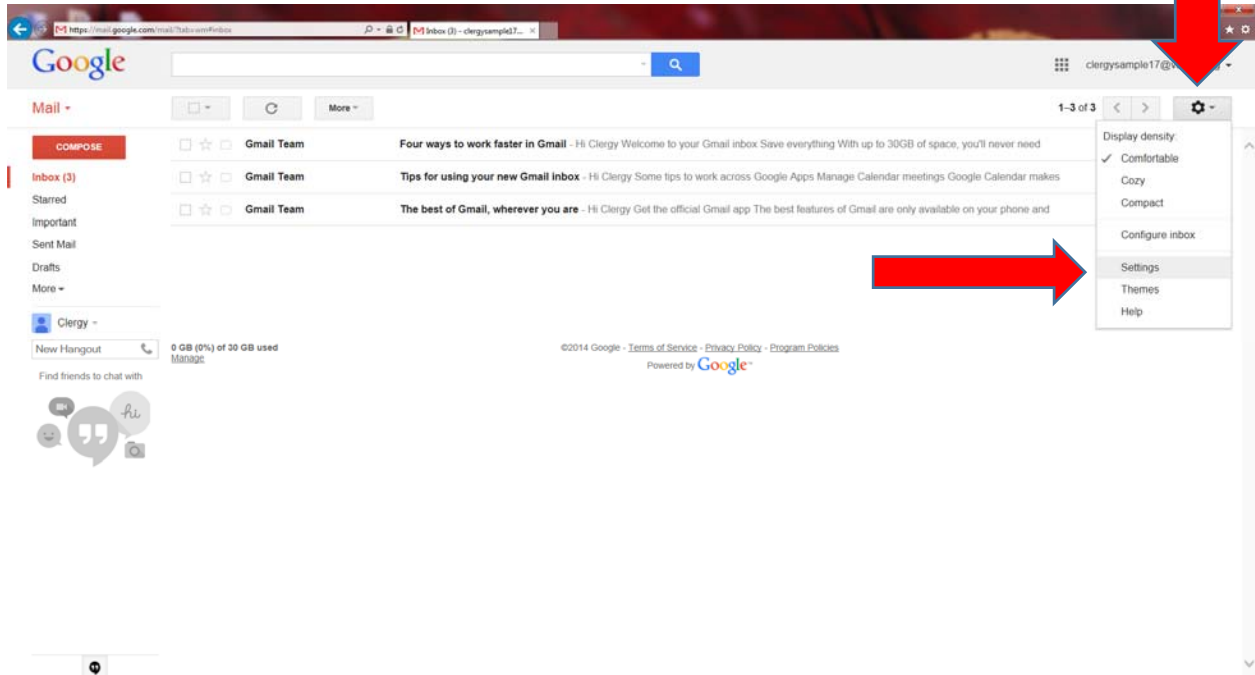 https://mail.google.com/mail/?tab=wm#inbox
Inbox (3) - clergysample17... ×
Google
clergysample17@
Mail
More
1–3 of 3
COMPOSE
Inbox (3)
Starred
Important
Sent Mail
Drafts
More
Gmail Team Four ways to work faster in Gmail - Hi Clergy Welcome to your Gmail inbox Save everything With up to 30GB of space, you'll never need
Gmail Team Tips for using your new Gmail inbox - Hi Clergy Some tips to work across Google Apps Manage Calendar meetings Google Calendar makes
Gmail Team The best of Gmail, wherever you are - Hi Clergy Get the official Gmail app The best features of Gmail are only available on your phone and
Display density:
✓ Comfortable
Cozy
Compact
Configure inbox
Settings
Themes
Help
Clergy
New Hangout
Find friends to chat with
hi
0 GB (0%) of 30 GB used
Manage
©2014 Google - Terms of Service - Privacy Policy - Program Policies
Powered by Google™